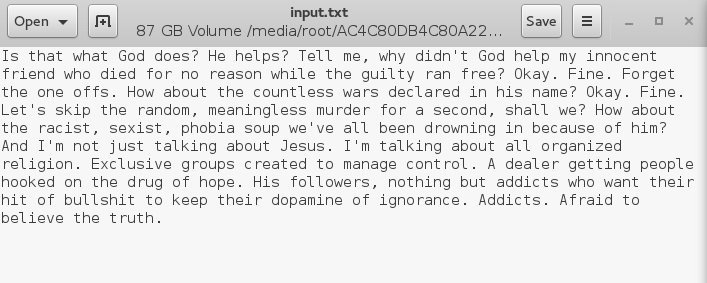 Open
input.txt
87 GB Volume /media/root/AC4C80DB4C80A22...
Save
Is that what God does? He helps? Tell me, why didn't God help my innocent
friend who died for no reason while the guilty ran free? Okay. Fine. Forget
the one offs. How about the countless wars declared in his name? Okay. Fine.
Let's skip the random, meaningless murder for a second, shall we? How about
the racist, sexist, phobia soup we've all been drowning in because of him?
And I'm not just talking about Jesus. I'm talking about all organized
religion. Exclusive groups created to manage control. A dealer getting people
hooked on the drug of hope. His followers, nothing but addicts who want their
hit of bullshit to keep their dopamine of ignorance. Addicts. Afraid to
believe the truth.